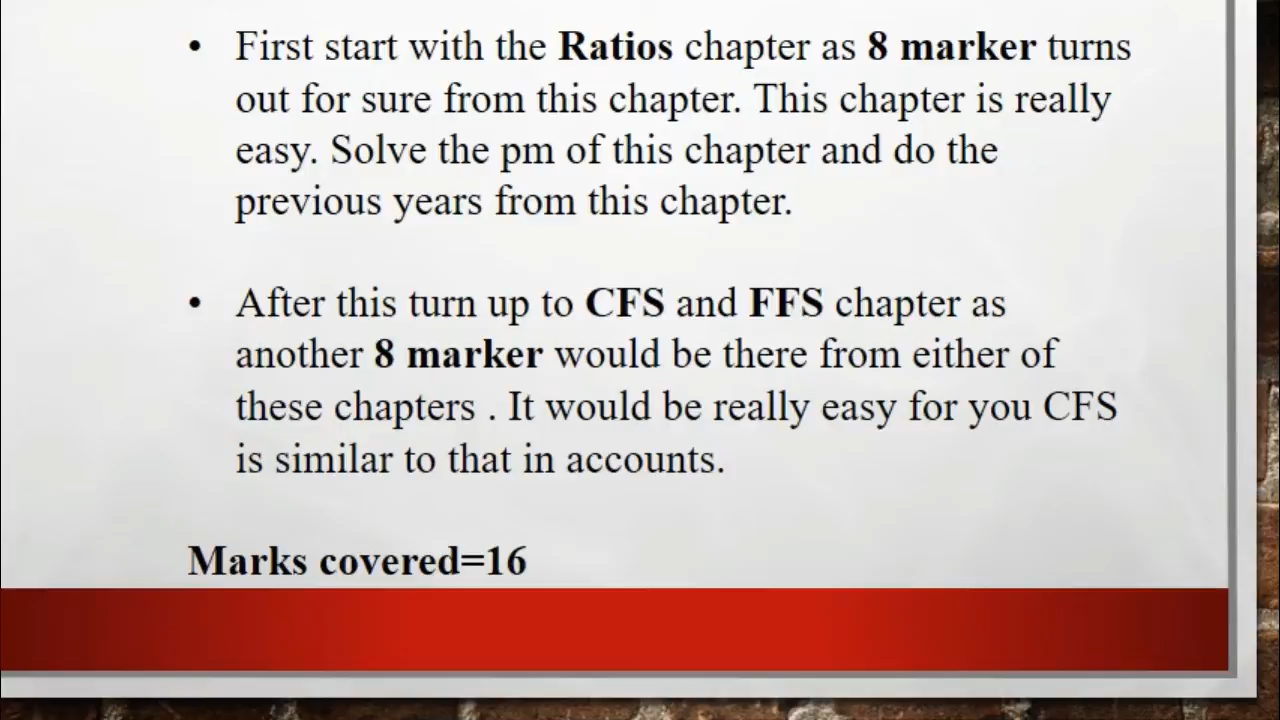 • First start with the Ratios chapter as 8 marker turns
out for sure from this chapter. This chapter is really
easy. Solve the pm of this chapter and do the
previous years from this chapter.
• After this turn up to CFS and FFS chapter as
another 8 marker would be there from either of
these chapters . It would be really easy for you CFS
is similar to that in accounts.
Marks covered=16